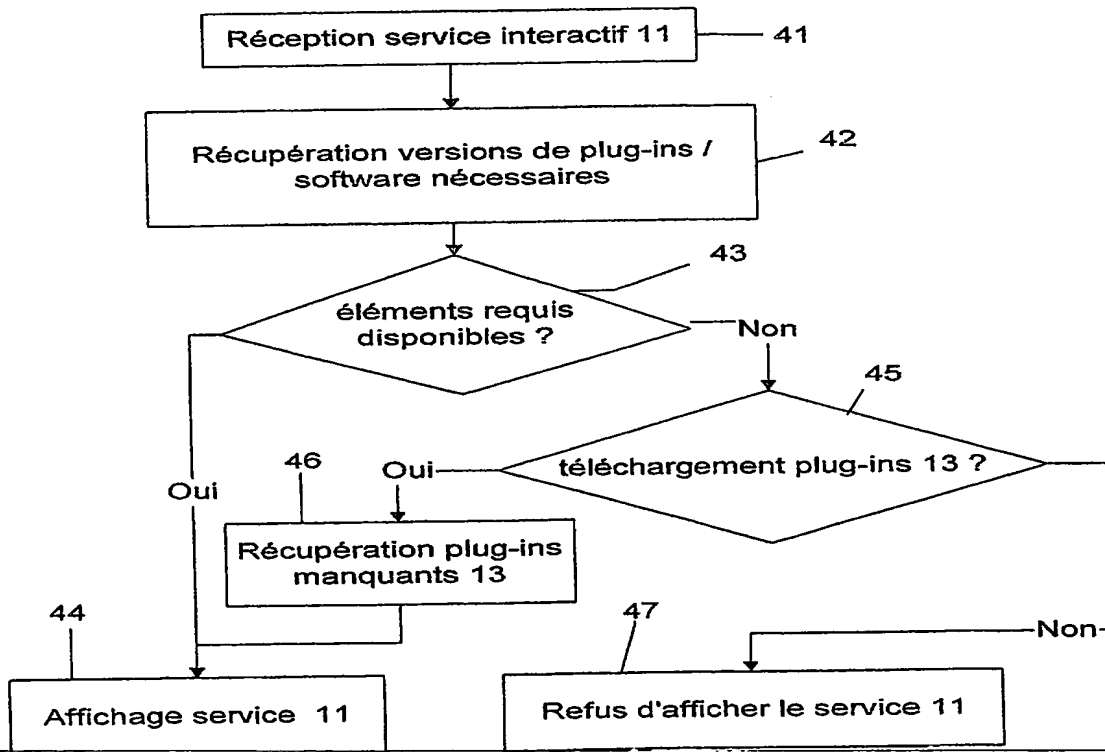 Réception service interactif 11
41
Récupération versions de plug-ins /
software nécessaires
42
43
éléments requis
disponibles ?
Non
45
téléchargement plug-ins 13 ?
Oui
46
Oui
Récupération plug-ins
manquants 13
44
47
Non
Affichage service 11
Refus d'afficher le service 11